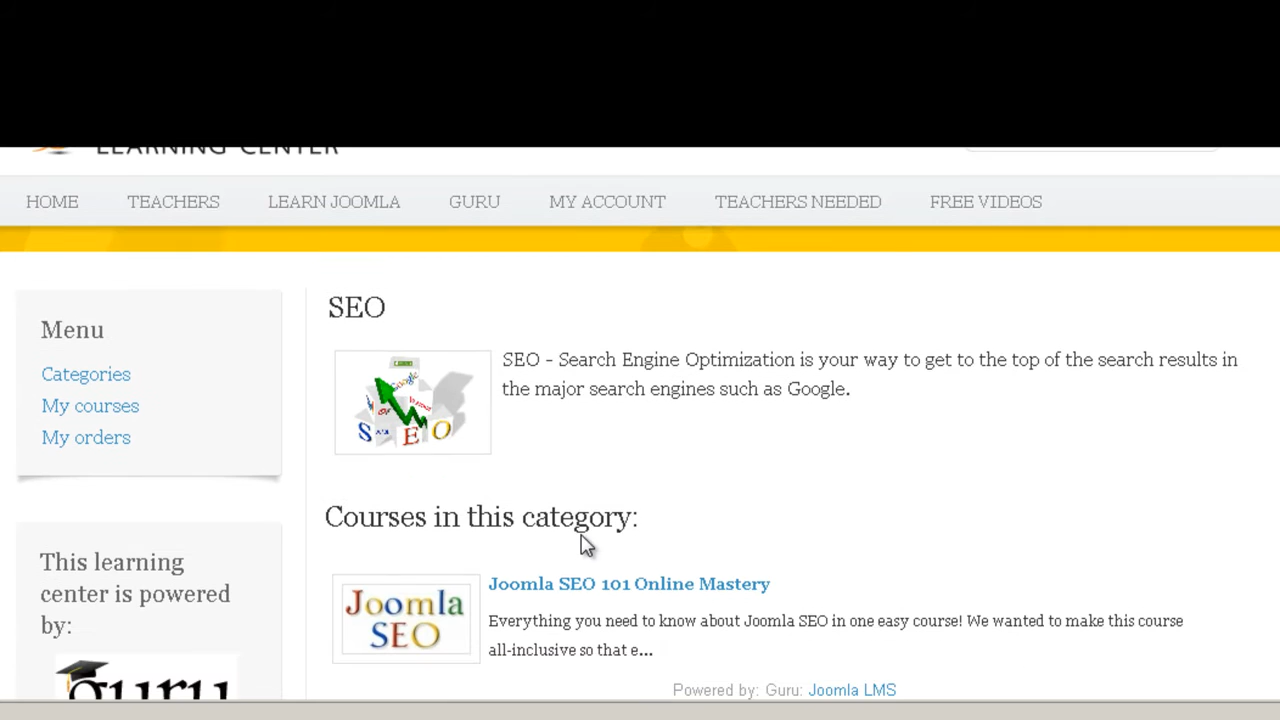 LEARNING CENTER
HOME TEACHERS LEARN JOOMLA GURU MY ACCOUNT TEACHERS NEEDED FREE VIDEOS
Menu
Categories
My courses
My orders
This learning
center is powered
by:
guru
SEO
SEO - Search Engine Optimization is your way to get to the top of the search results in
the major search engines such as Google.
Courses in this category:
Joomla
SEO
Joomla SEO 101 Online Mastery
Everything you need to know about Joomla SEO in one easy course! We wanted to make this course
all-inclusive so that e...
Powered by: Guru: Joomla LMS